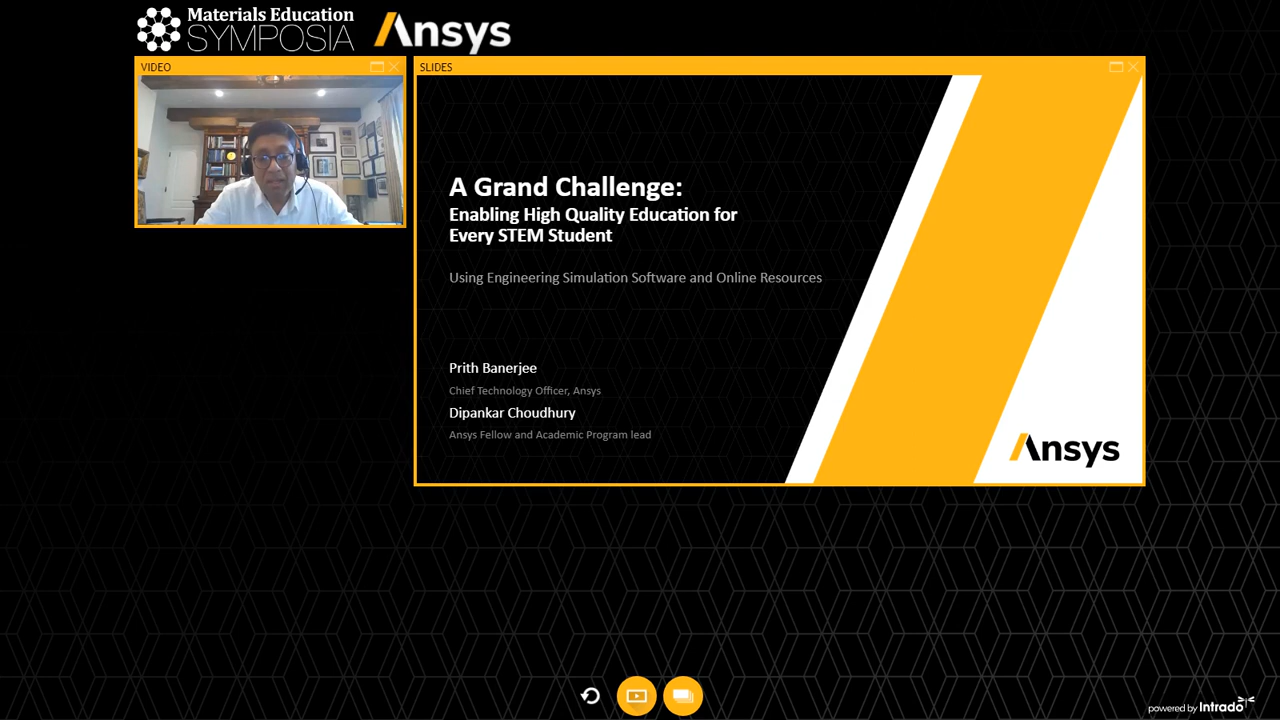 Materials Education
SYMPOSIA
Ansys
VIDEO
SLIDES
A Grand Challenge:
Enabling High Quality Education for
Every STEM Student
Using Engineering Simulation Software and Online Resources
Prith Banerjee
Chief Technology Officer, Ansys
Dipankar Choudhury
Ansys Fellow and Academic Program lead
Ansys
powered by Intrado